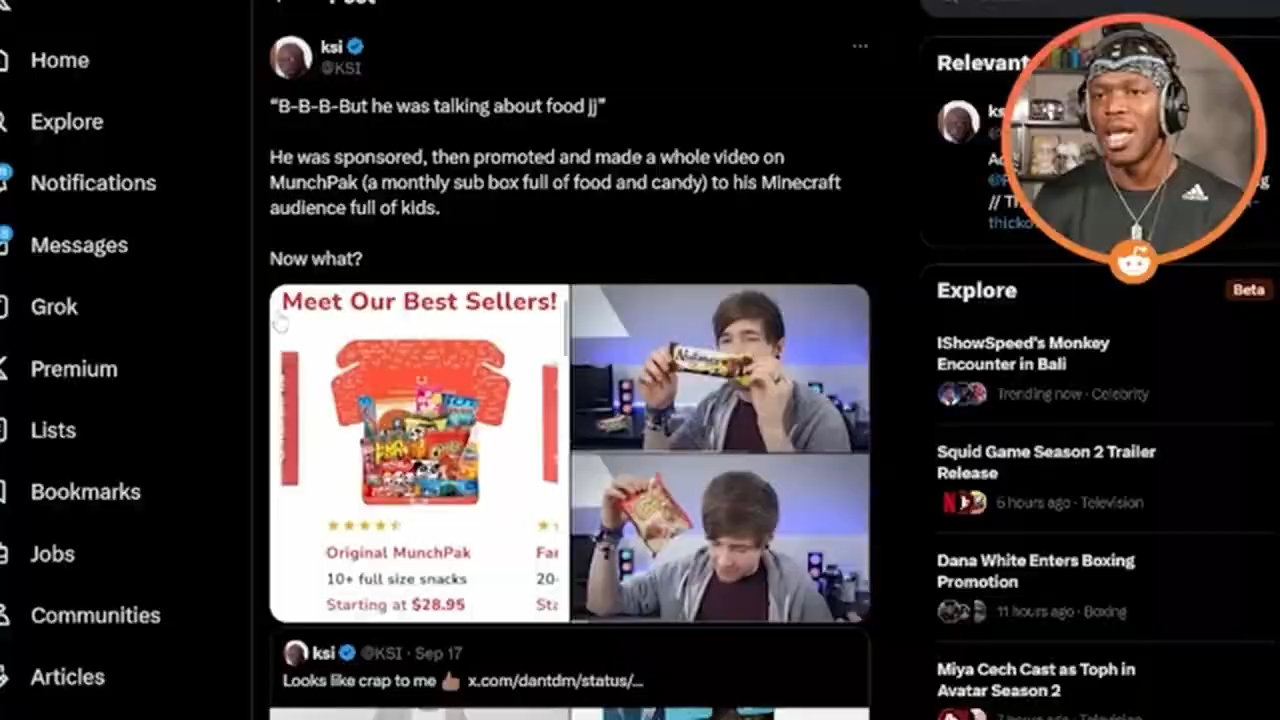 Post
Home
Explore
Notifications
Messages
Grok
Premium
Lists
Bookmarks
Jobs
Communities
Articles
ksi
@KSI
“B-B-B-But he was talking about food jj”
He was sponsored, then promoted and made a whole video on
MunchPak (a monthly sub box full of food and candy) to his Minecraft
audience full of kids.
Now what?
Meet Our Best Sellers!
Original MunchPak
10+ full size snacks
Starting at $28.95
20-
ksi @KSI · Sep 17
Looks like crap to me 👍🏽 x.com/dantdm/status/...
Relevant
Explore
Beta
IShowSpeed's Monkey
Encounter in Bali
Trending now · Celebrity
Squid Game Season 2 Trailer
Release
6 hours ago · Television
Dana White Enters Boxing
Promotion
11 hours ago · Boxing
Miya Cech Cast as Toph in
Avatar Season 2